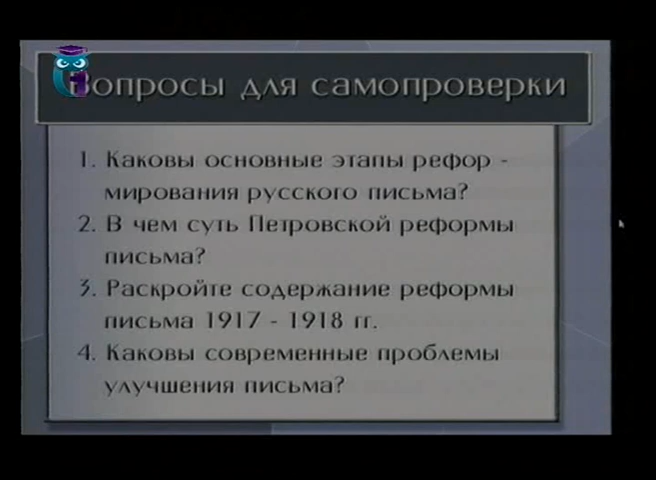 Вопросы для самопроверки
1. Каковы основные этапы рефор -
мирования русского письма?
2. В чем суть Петровской реформы
письма?
3. Раскройте содержание реформы
письма 1917 - 1918 гг.
4. Каковы современные проблемы
улучшения письма?